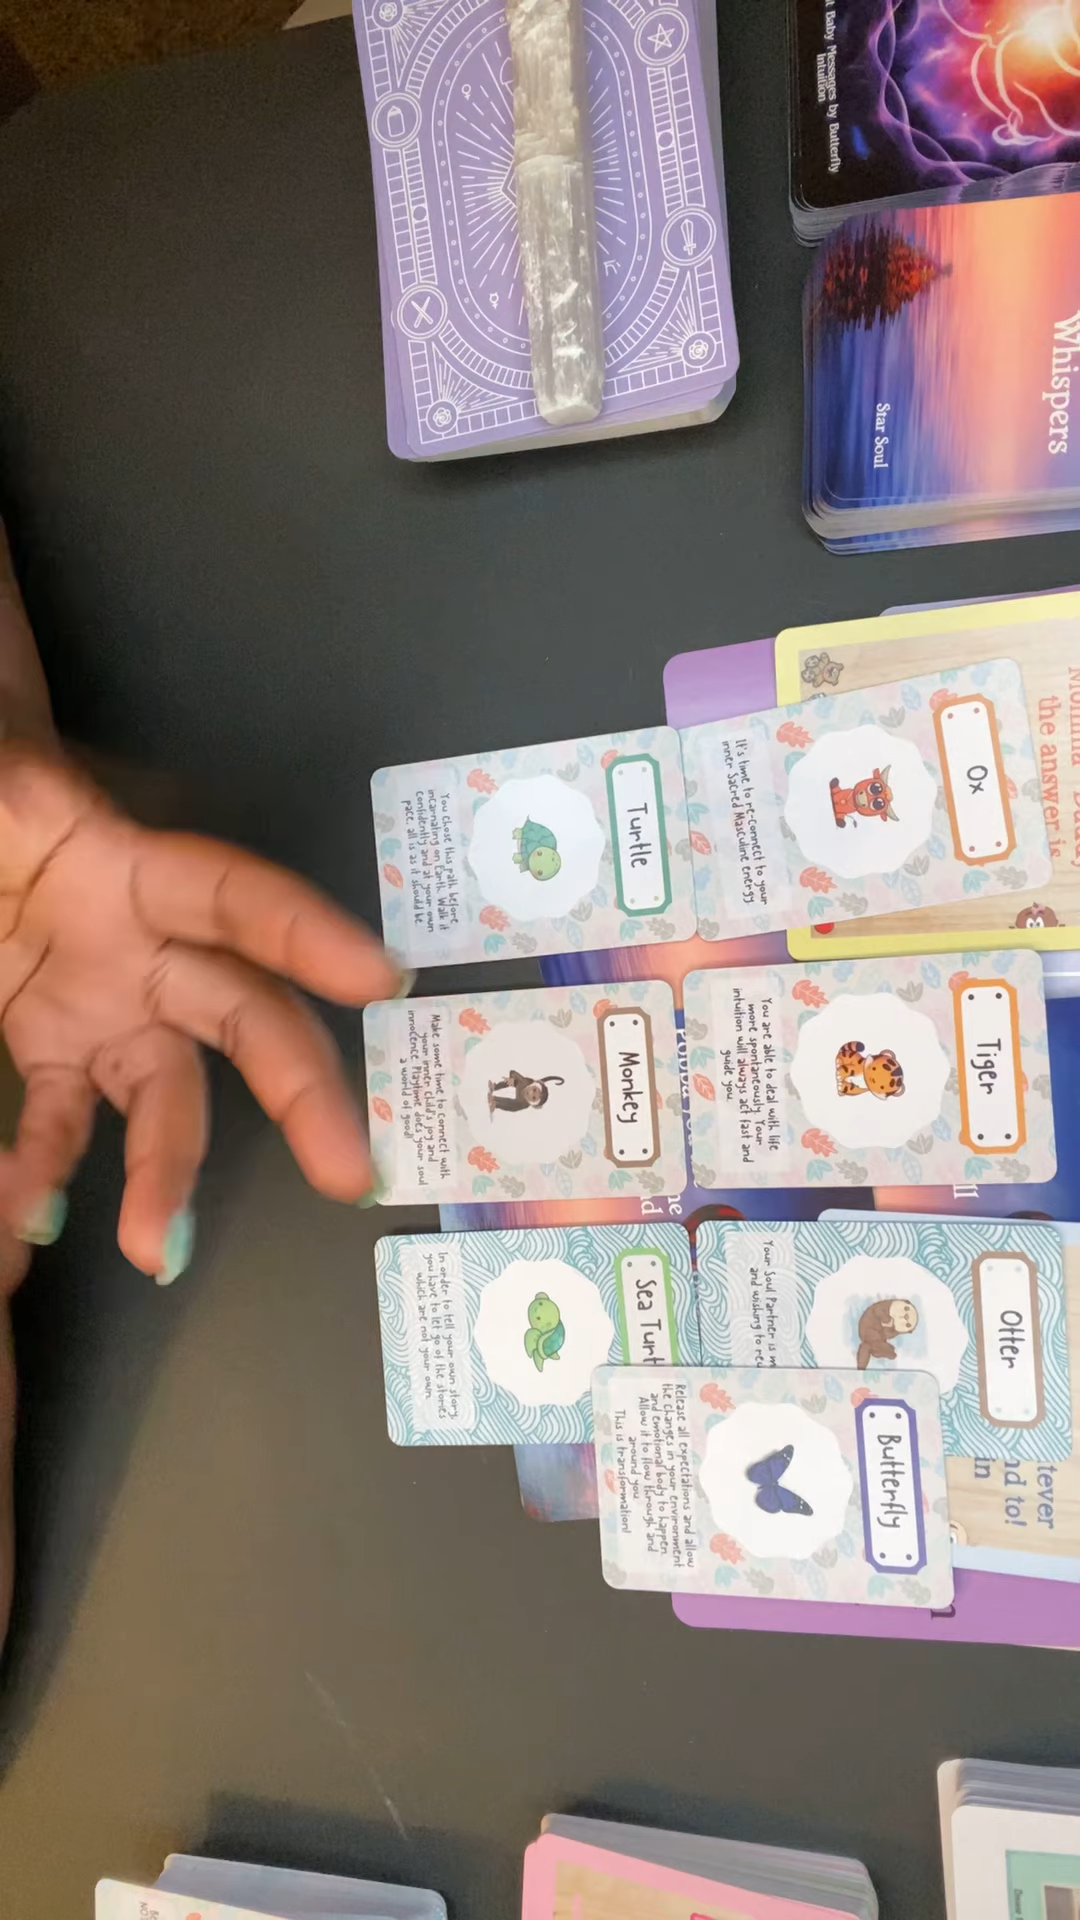 t Baby Messages by Butterfly
Intuition
Whispers
Star Soul
the answer is
Ox
It's time to re-connect to your
inner Sacred Masculine energy
Turtle
You chose this path before
incarnating on Earth. Walk it
confidently and at your own
pace, all is as it should be
Tiger
You are able to deal with life
more spontaneously. Your
intuition will always act fast and
guide you
Monkey
Make some time to connect with
your inner child's joy and
innocence. Playtime does your soul
a world of good!
Otter
Your Soul Partner is m
and wishing to reu
Sea Turtl
In order to tell your own story,
you have to let go of the stories
which are not your own.
Butterfly
Release all expectations and allow
the changes in your environment
and emotional body to happen
Allow it to flow through and
around you
This is transformation!
tever
nd to!
in